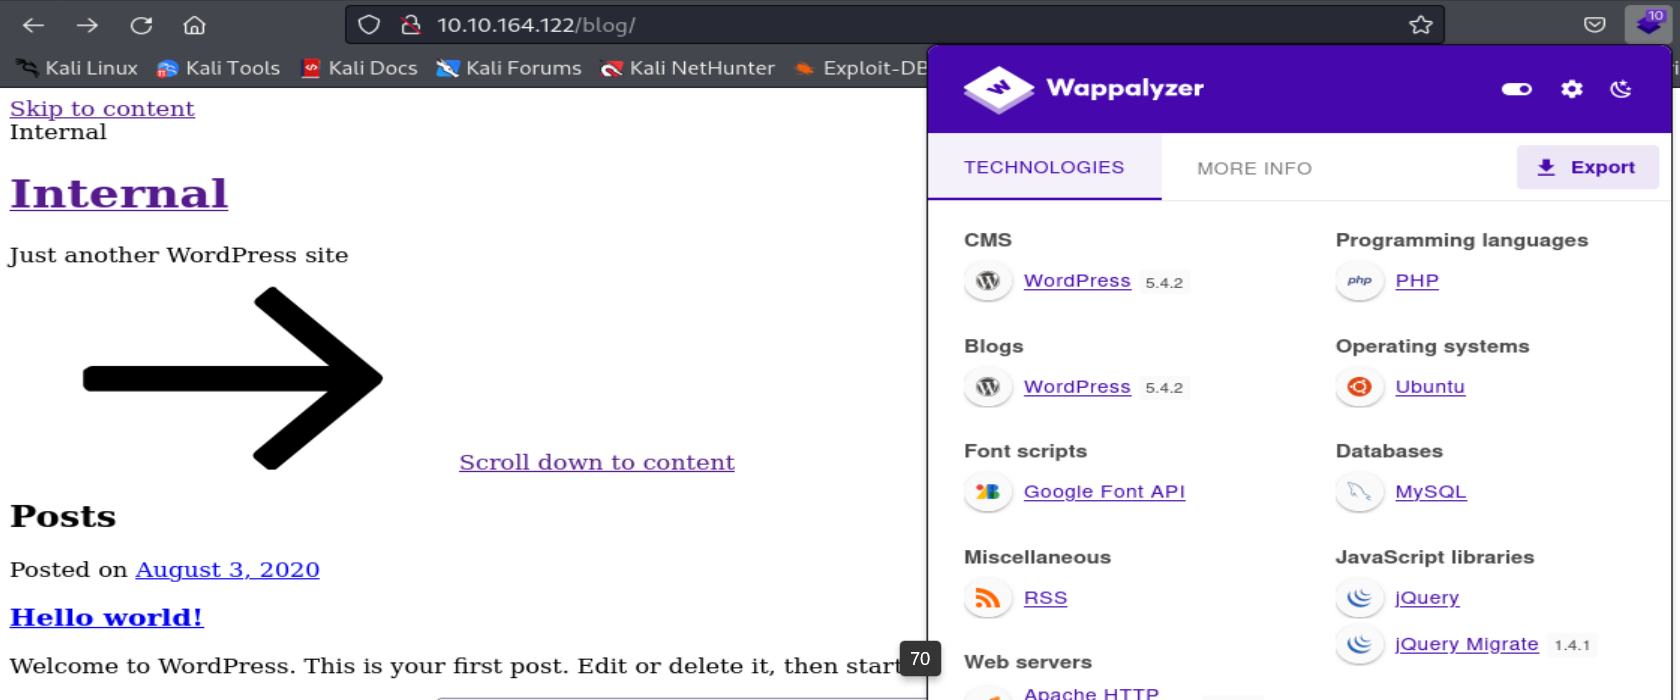 10.10.164.122/blog/
10
Kali Linux Kali Tools Kali Docs Kali Forums Kali NetHunter Exploit-DB
Skip to content
Internal
Internal
Just another WordPress site
Scroll down to content
Posts
Posted on August 3, 2020
Hello world!
Welcome to WordPress. This is your first post. Edit or delete it, then start
70
W Wappalyzer
TECHNOLOGIES MORE INFO Export
CMS
WordPress 5.4.2
Blogs
WordPress 5.4.2
Font scripts
Google Font API
Miscellaneous
RSS
Web servers
Apache HTTP
Programming languages
php PHP
Operating systems
Ubuntu
Databases
MySQL
JavaScript libraries
jQuery
jQuery Migrate 1.4.1